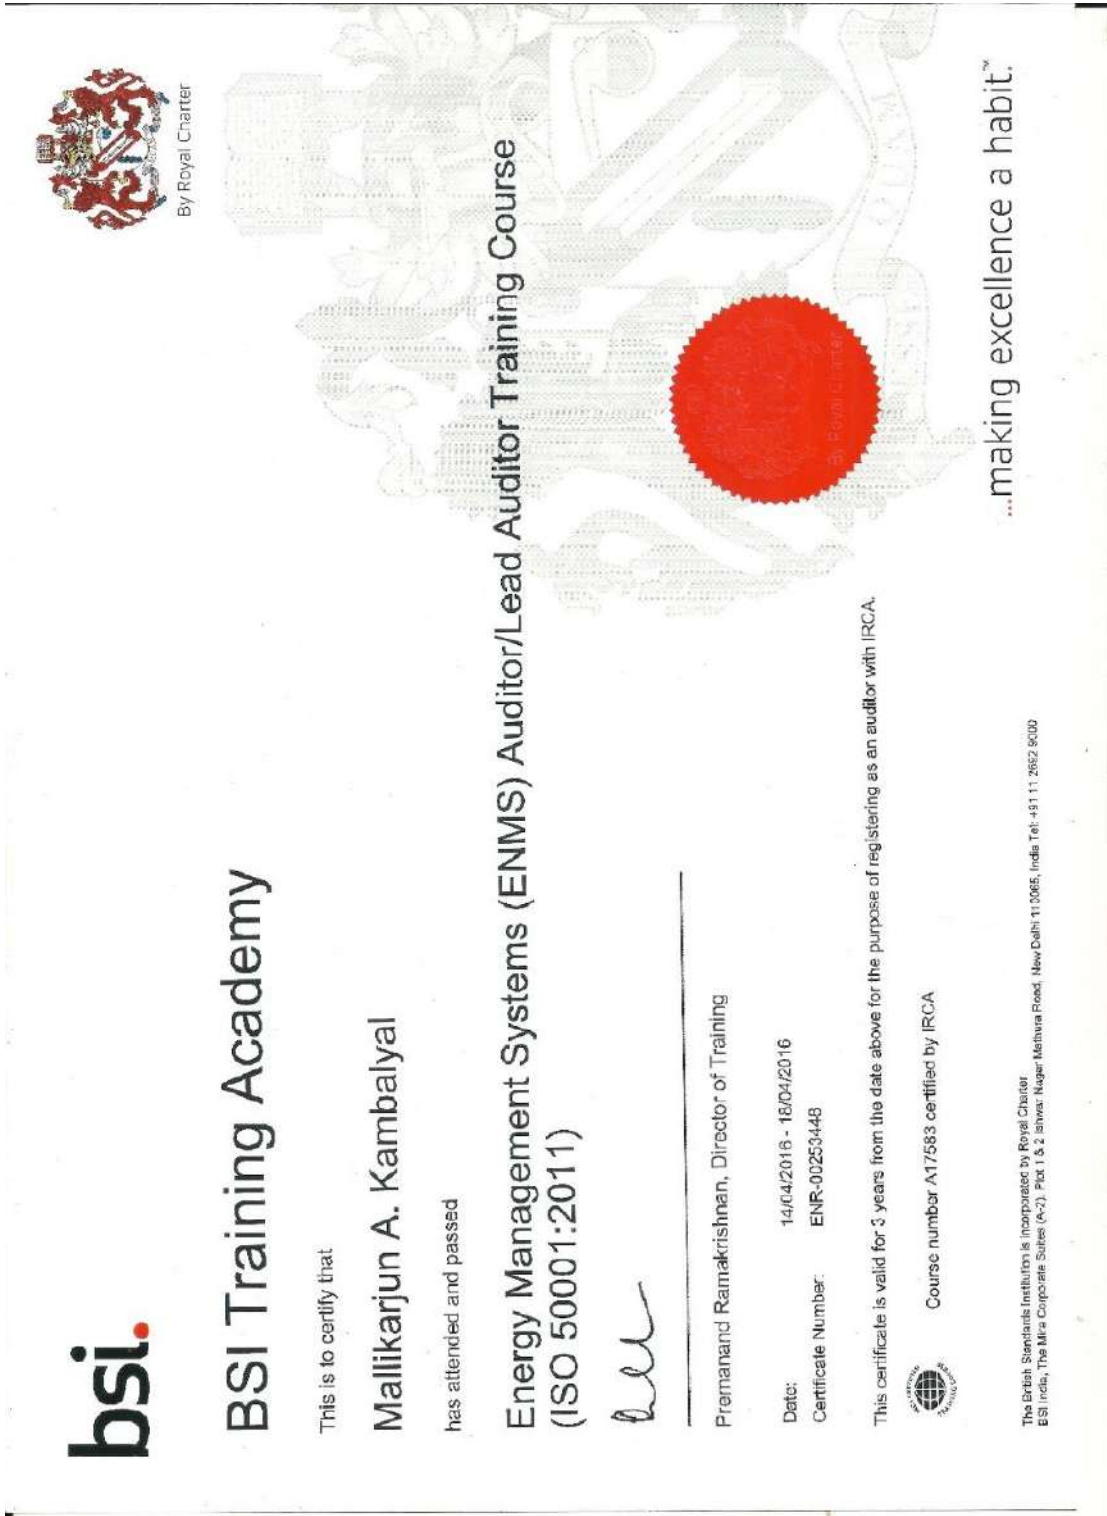 bsi.
By Royal Charter
BSI Training Academy
This is to certify that
Mallikarjun A. Kambalyal
has attended and passed
Energy Management Systems (ENMS) Auditor/Lead Auditor Training Course
(ISO 50001:2011)
Premanand Ramakrishnan, Director of Training
Date: 14/04/2016 - 18/04/2016
Certificate Number: ENR-00253448
This certificate is valid for 3 years from the date above for the purpose of registering as an auditor with IRCA.
Course number A17583 certified by IRCA
By Royal Charter
...making excellence a habit.™
The British Standards Institution is incorporated by Royal Charter
BSI India, The Mira Corporate Suites (A-2), Plot 1 & 2 Ishwar Nagar Mathura Road, New Delhi 110065, India Tel: +91 11 2692 9000